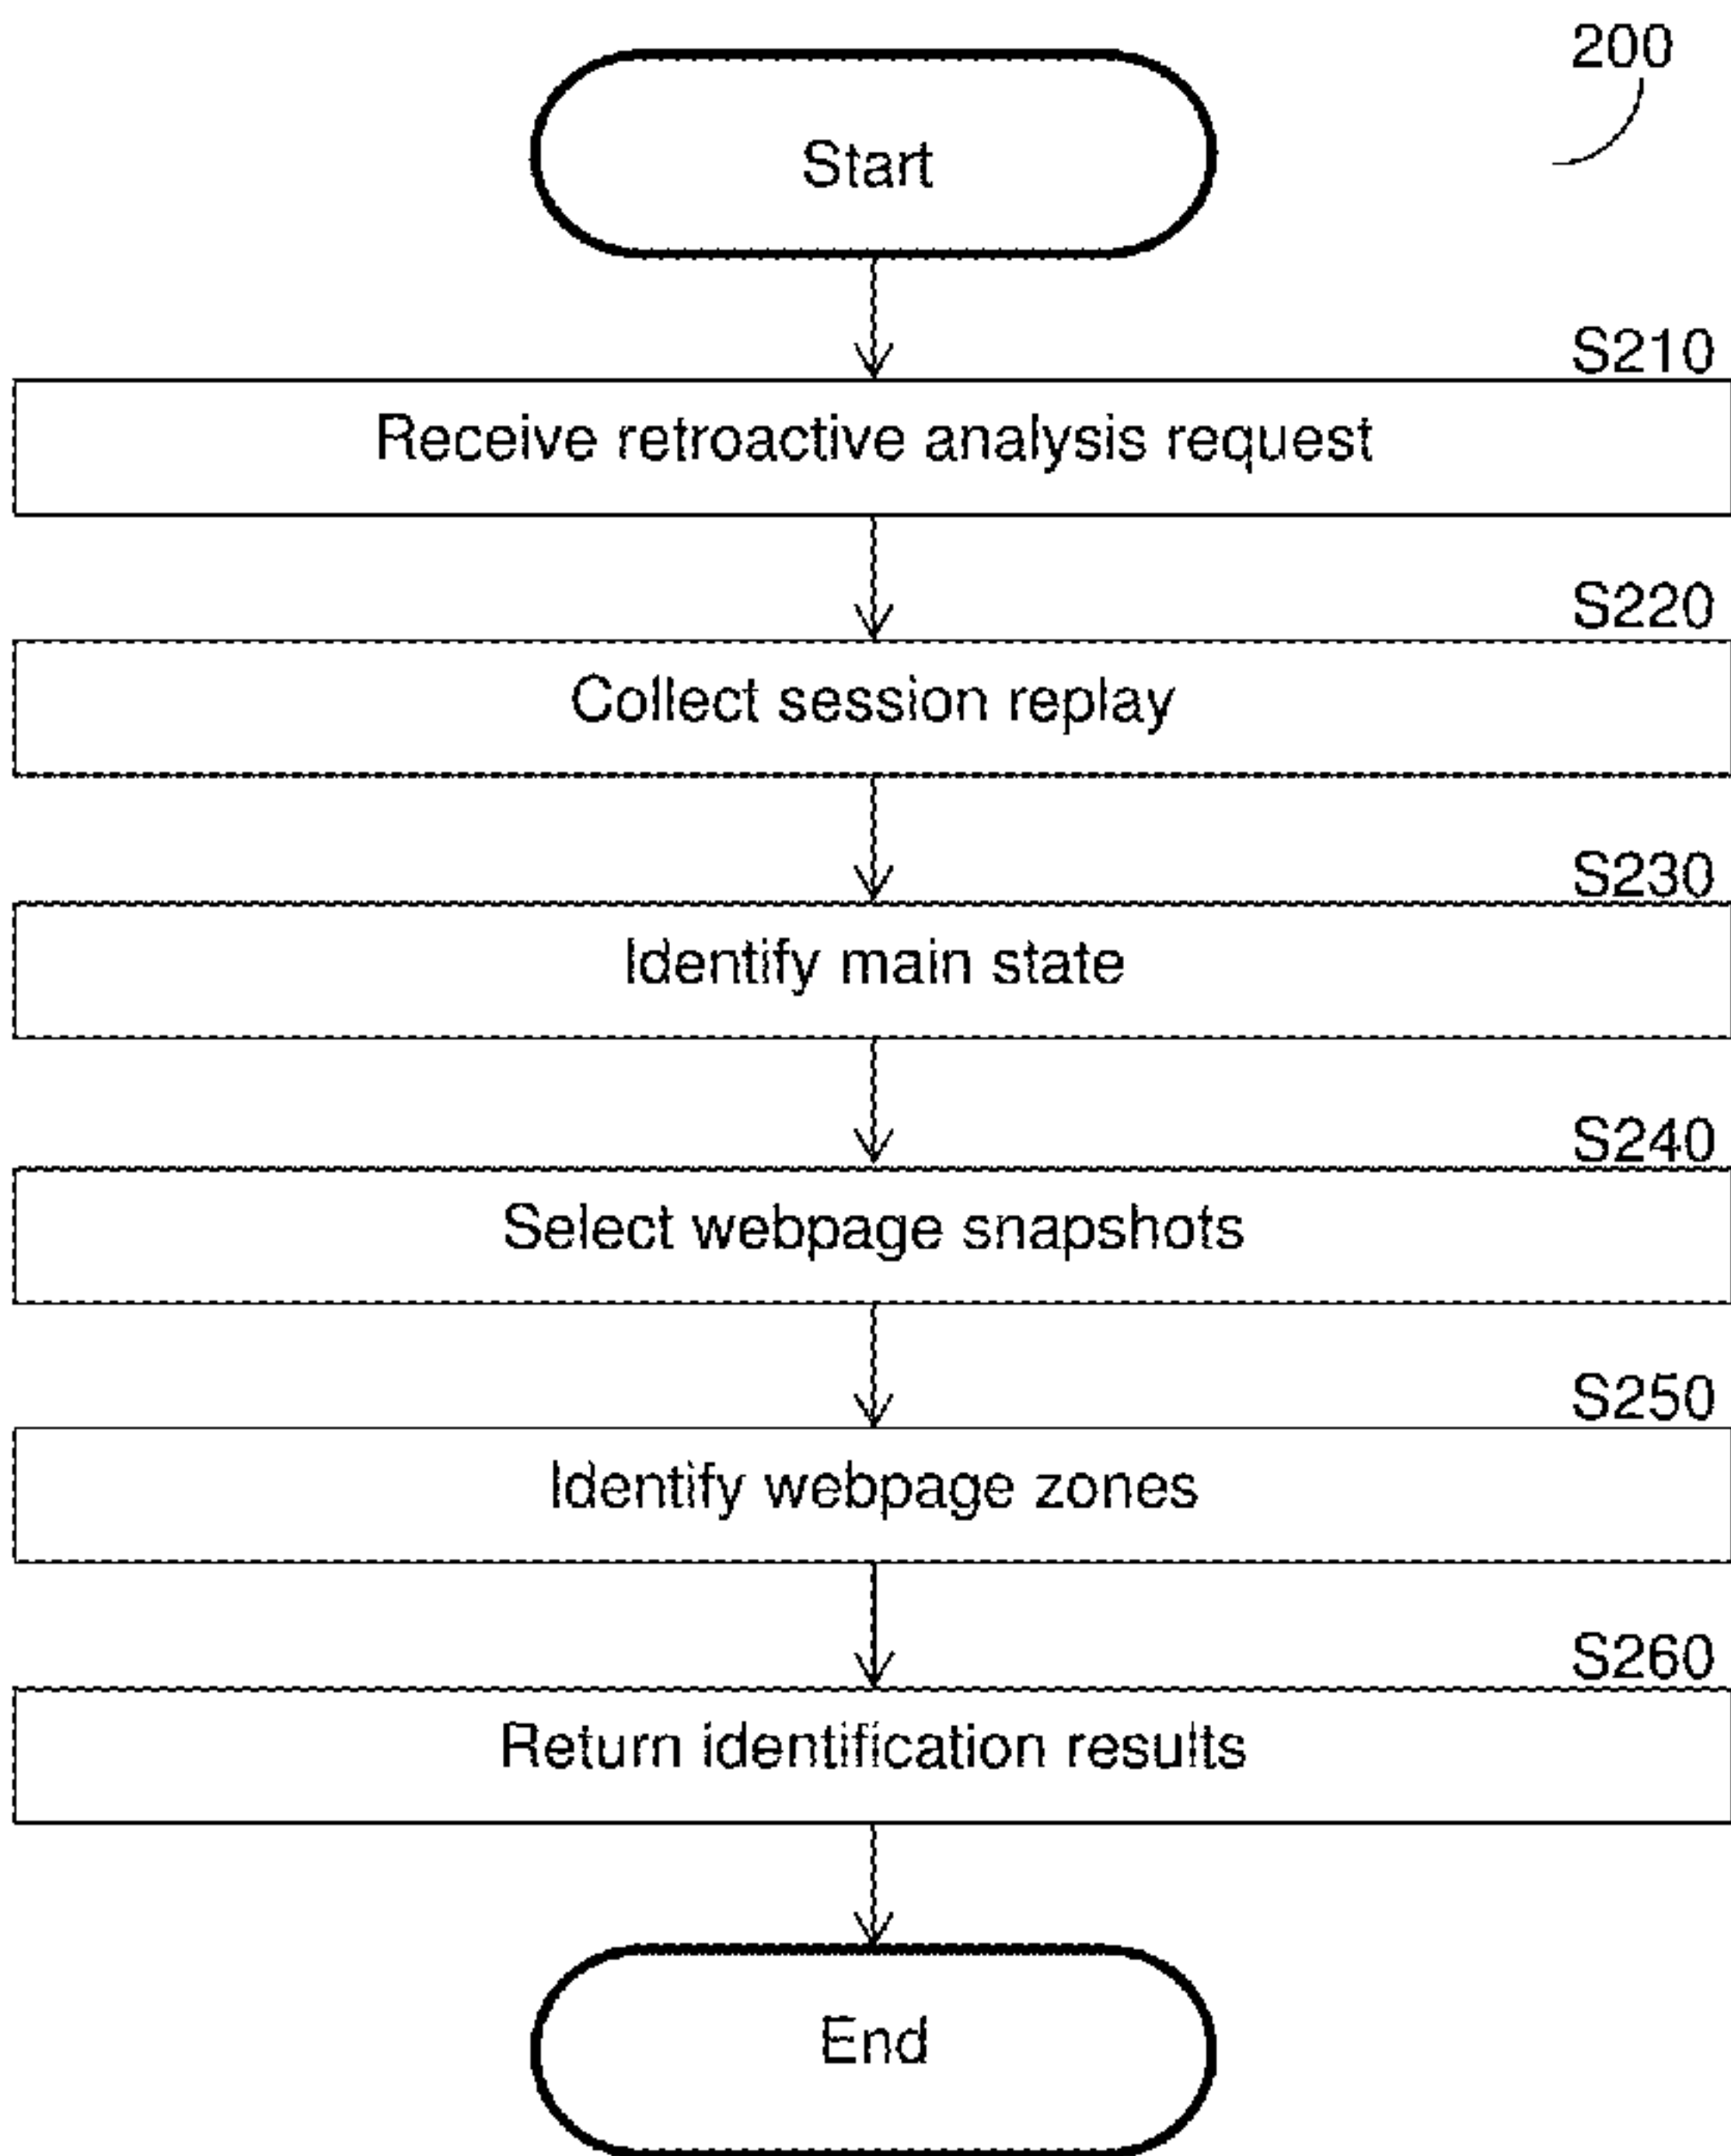 200
Start
S210
Receive retroactive analysis request
S220
Collect session replay
S230
Identify main state
S240
Select webpage snapshots
S250
Identify webpage zones
S260
Return identification results
End